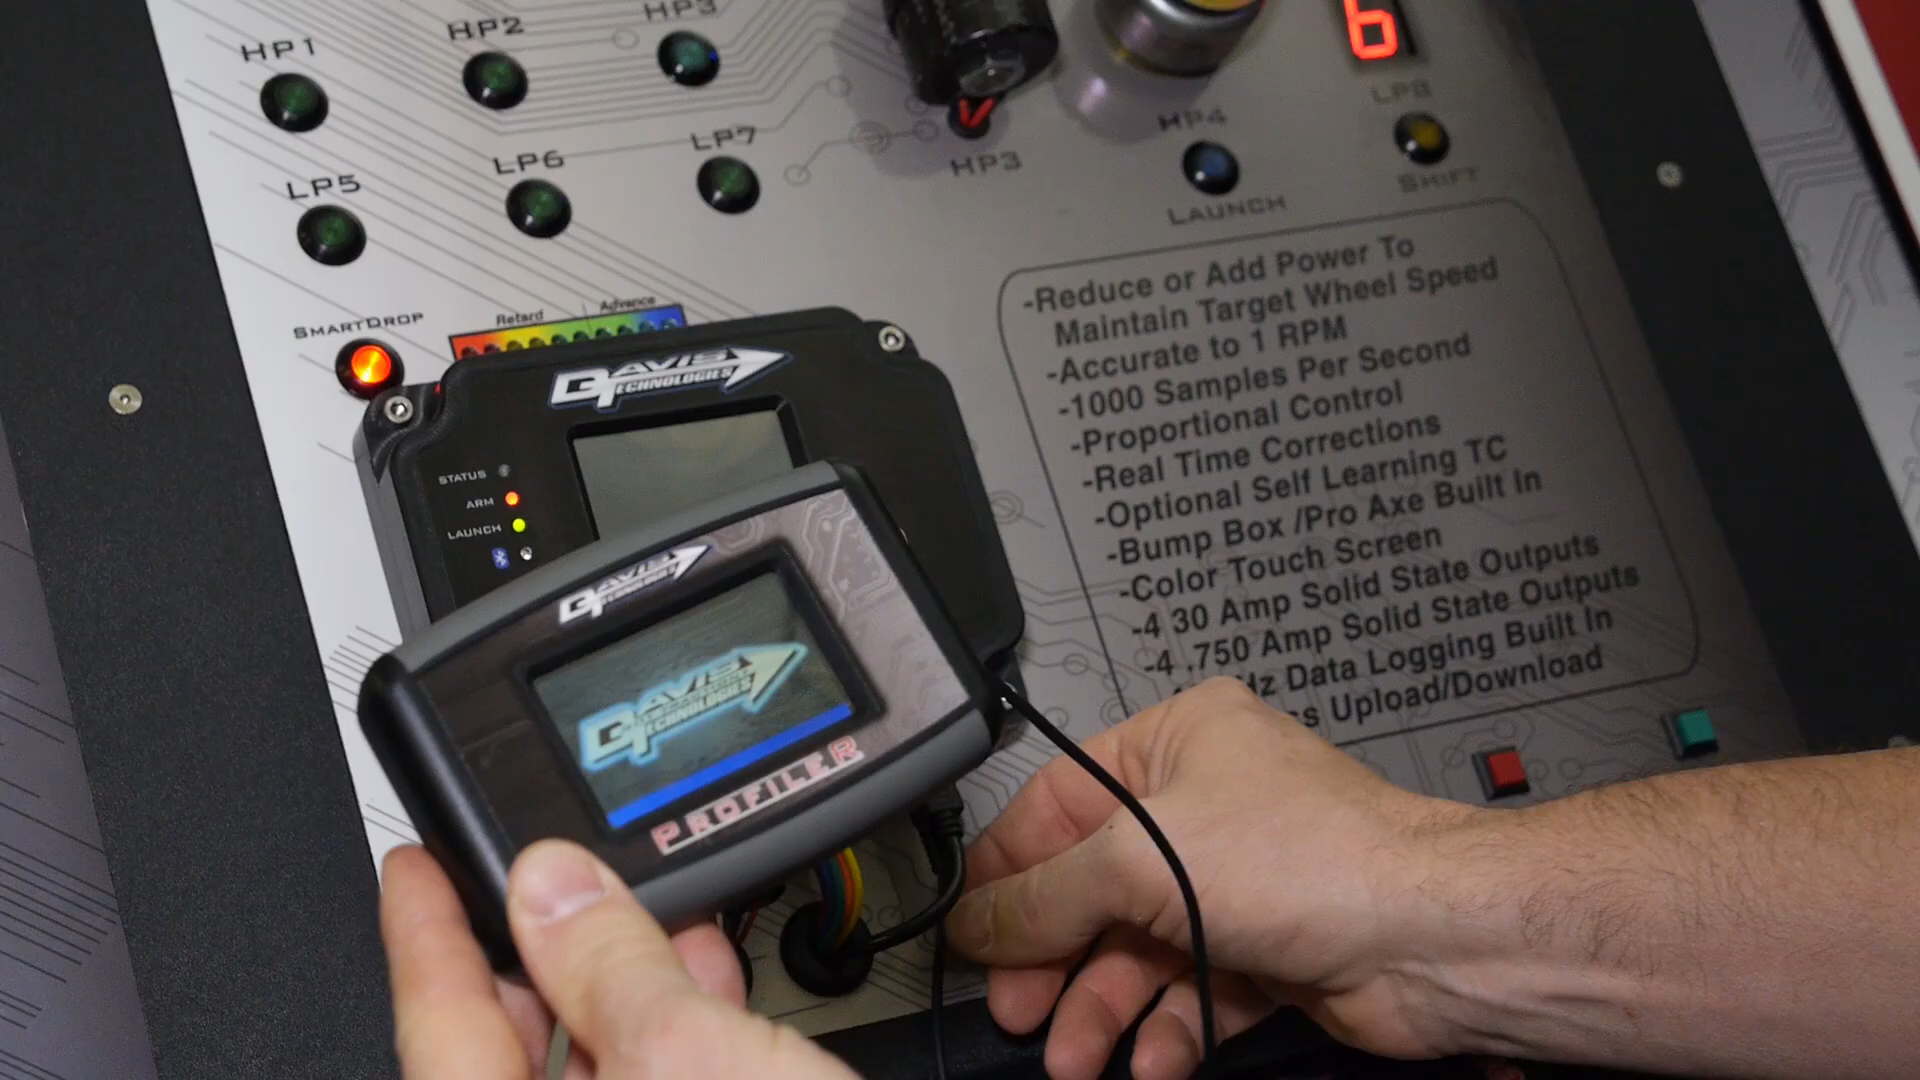 HP1
HP2
HP3
LP5
LP6
LP7
HP3
HP4
LAUNCH
6
LP8
SHIFT
SMARTDROP
Retard
Advance
DAVIS
TECHNOLOGIES
STATUS
ARM
LAUNCH
DAVIS
TECHNOLOGIES
DAVIS
TECHNOLOGIES
PROFILER
-Reduce or Add Power To
Maintain Target Wheel Speed
-Accurate to 1 RPM
-1000 Samples Per Second
-Proportional Control
-Real Time Corrections
-Optional Self Learning TC
-Bump Box /Pro Axe Built In
-Color Touch Screen
-4 30 Amp Solid State Outputs
-4 .750 Amp Solid State Outputs
Hz Data Logging Built In
Upload/Download